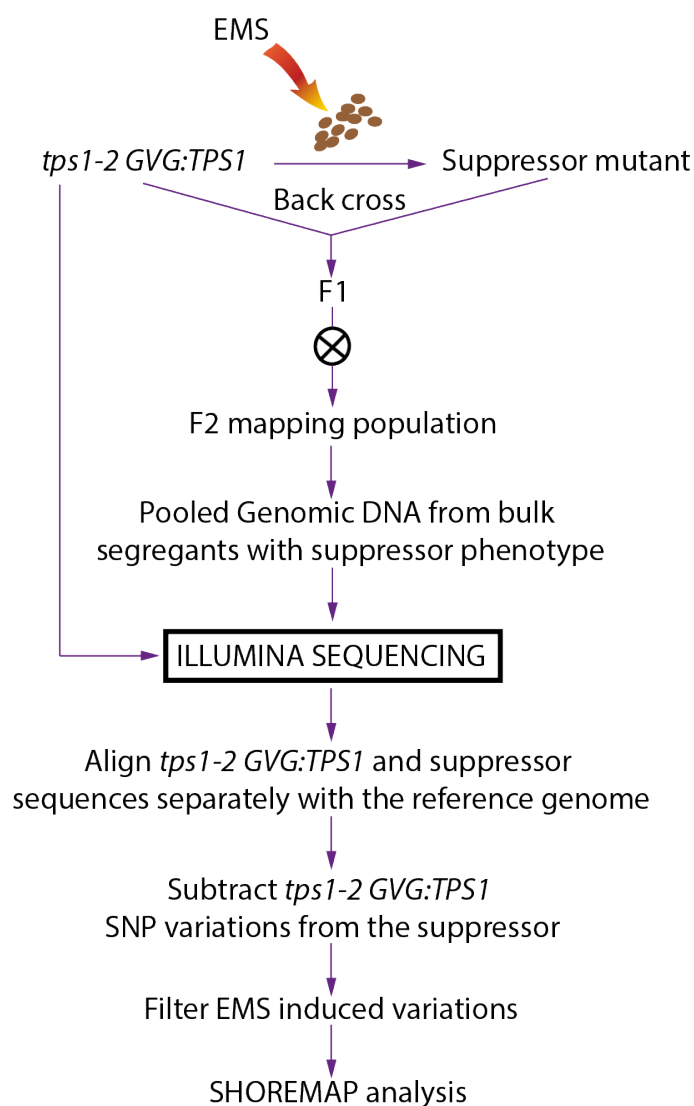 EMS
tps1-2 GVG:TPS1
Suppressor mutant
Back cross
F1
F2 mapping population
Pooled Genomic DNA from bulk
segregants with suppressor phenotype
ILLUMINA SEQUENCING
Align tps1-2 GVG:TPS1 and suppressor
sequences separately with the reference genome
Subtract tps1-2 GVG:TPS1
SNP variations from the suppressor
Filter EMS induced variations
SHOREMAP analysis